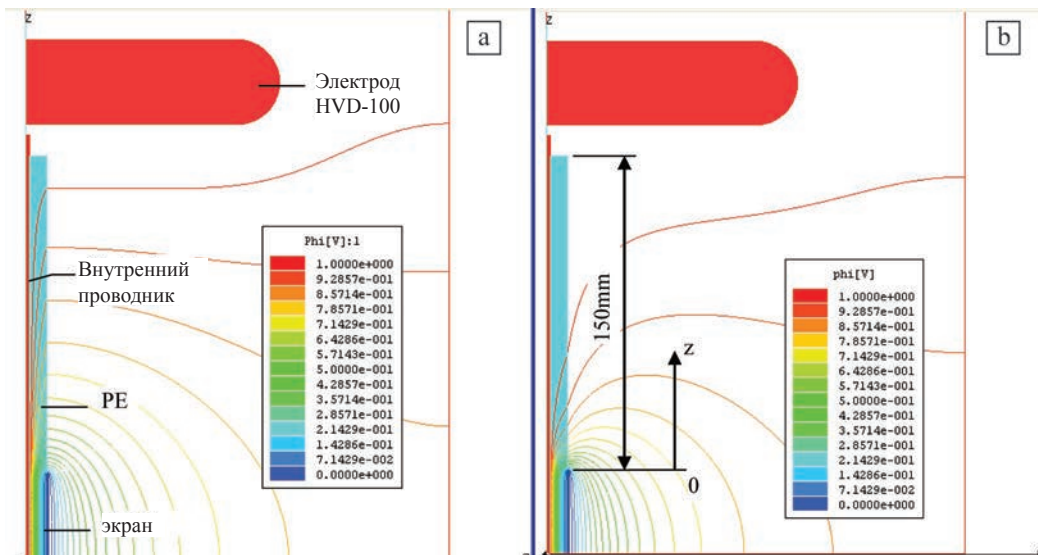 z
a
Электрод
HVD-100
Phi[V]:1
1.0000e+000
9.2857e-001
8.5714e-001
7.8571e-001
7.1429e-001
6.4286e-001
5.7143e-001
5.0000e-001
4.2857e-001
3.5714e-001
2.8571e-001
2.1429e-001
1.4286e-001
7.1429e-002
0.0000e+000
Внутренний
проводник
PE
экран
z
b
150mm
z
0
phi[V]
1.0000e+000
9.2857e-001
8.5714e-001
7.8571e-001
7.1429e-001
6.4286e-001
5.7143e-001
5.0000e-001
4.2857e-001
3.5714e-001
2.8571e-001
2.1429e-001
1.4286e-001
7.1429e-002
0.0000e+000